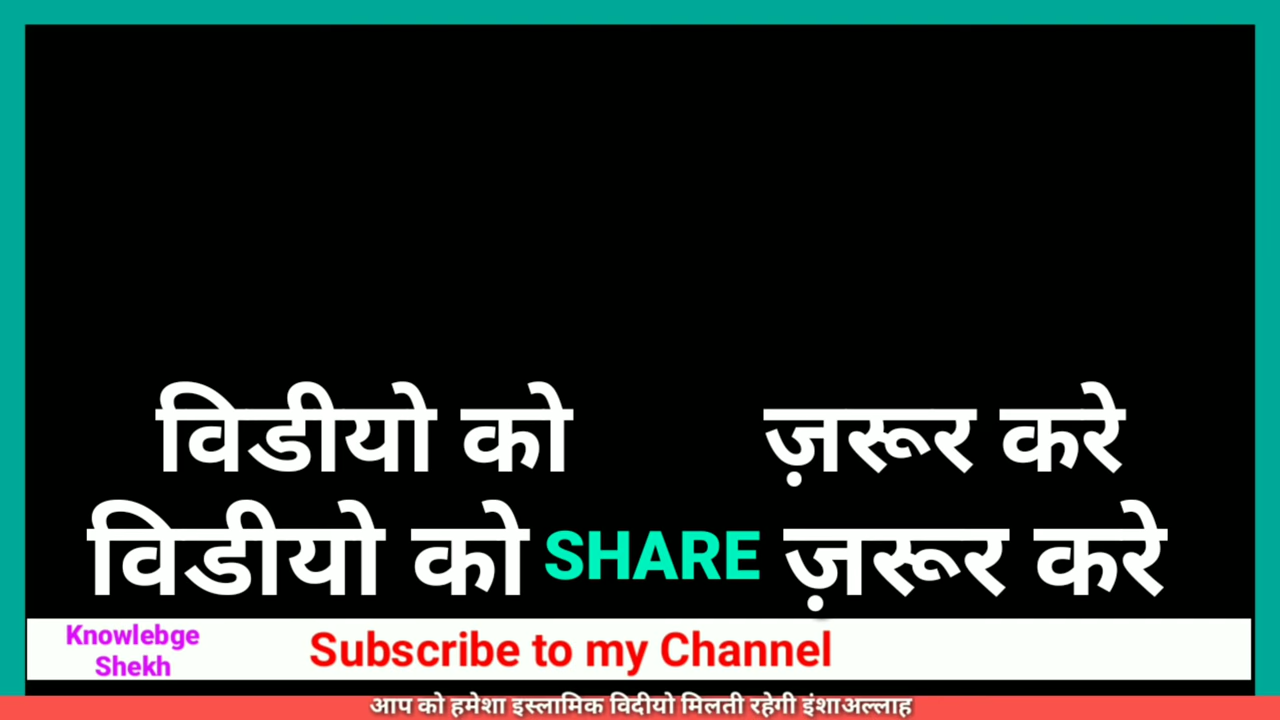 विडीयो को ज़रूर करे
विडीयो को SHARE ज़रूर करे
Knowlebge
Shekh
Subscribe to my Channel
आप को हमेशा इस्लामिक विदीयो मिलती रहेगी इंशाअल्लाह